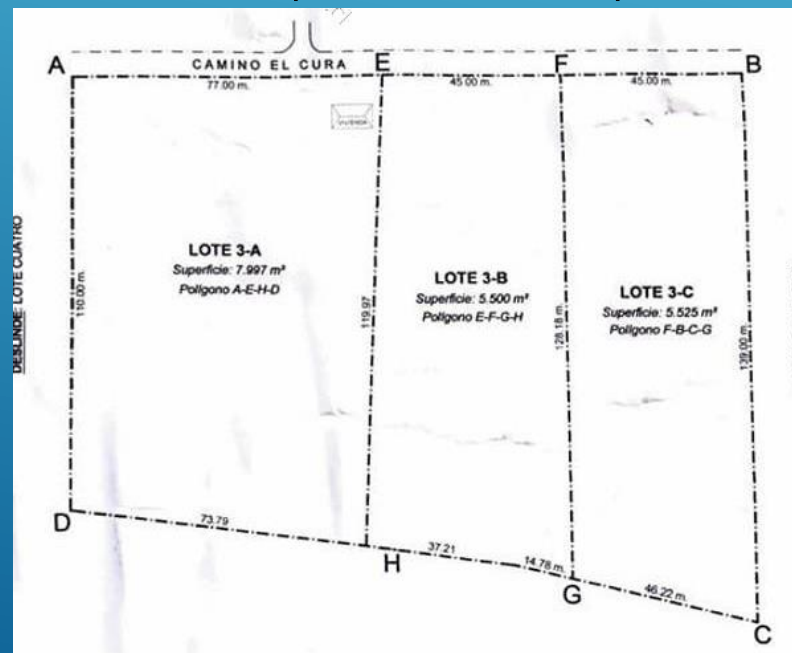 A
E
F
B
CAMINO EL CURA
77.00 m.
45.00 m.
45.00 m.
VIVIENDA
DESLINDE: LOTE CUATRO
110.00 m.
LOTE 3-A
Superficie: 7.997 m²
Poligono A-E-H-D
119.97
LOTE 3-B
Superficie: 5.500 m²
Poligono E-F-G-H
128.18 m.
LOTE 3-C
Superficie: 5.525 m²
Poligono F-B-C-G
139.00 m.
D
73.79
H
37.21
14.78 m.
G
46.22 m.
C